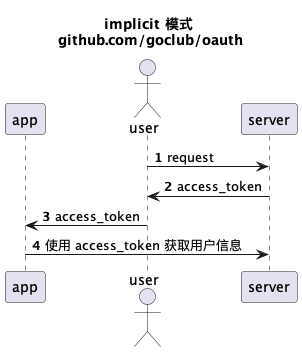 implicit 模式
github.com/goclub/oauth
app
user
server
1 request
2 access_token
3 access_token
4 使用 access_token 获取用户信息
app
user
server